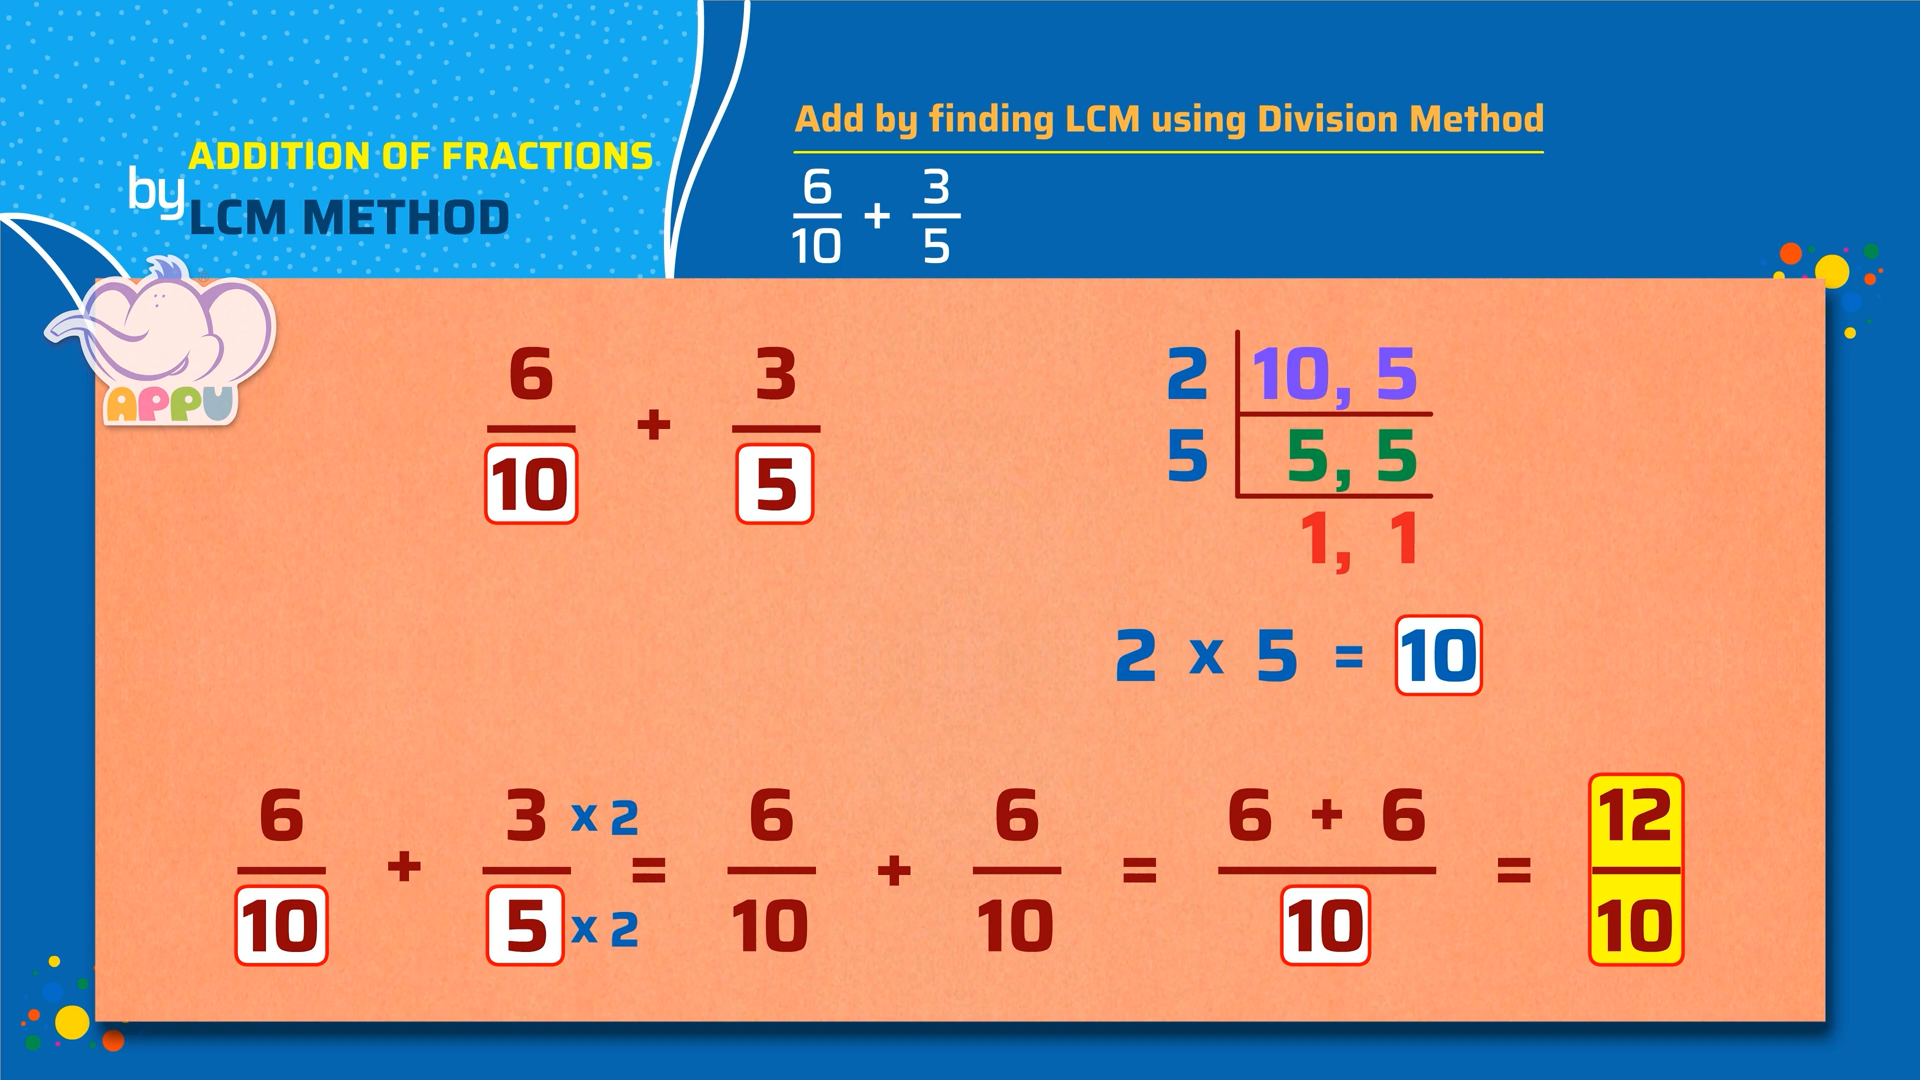 ADDITION OF FRACTIONS
by LCM METHOD
Add by finding LCM using Division Method
6/10 + 3/5
APPU
6/10 + 3/5
2 | 10, 5
5 | 5, 5
1, 1
2 x 5 = 10
6/10 + 3 x 2/5 x 2 = 6/10 + 6/10 = 6 + 6/10 = 12/10